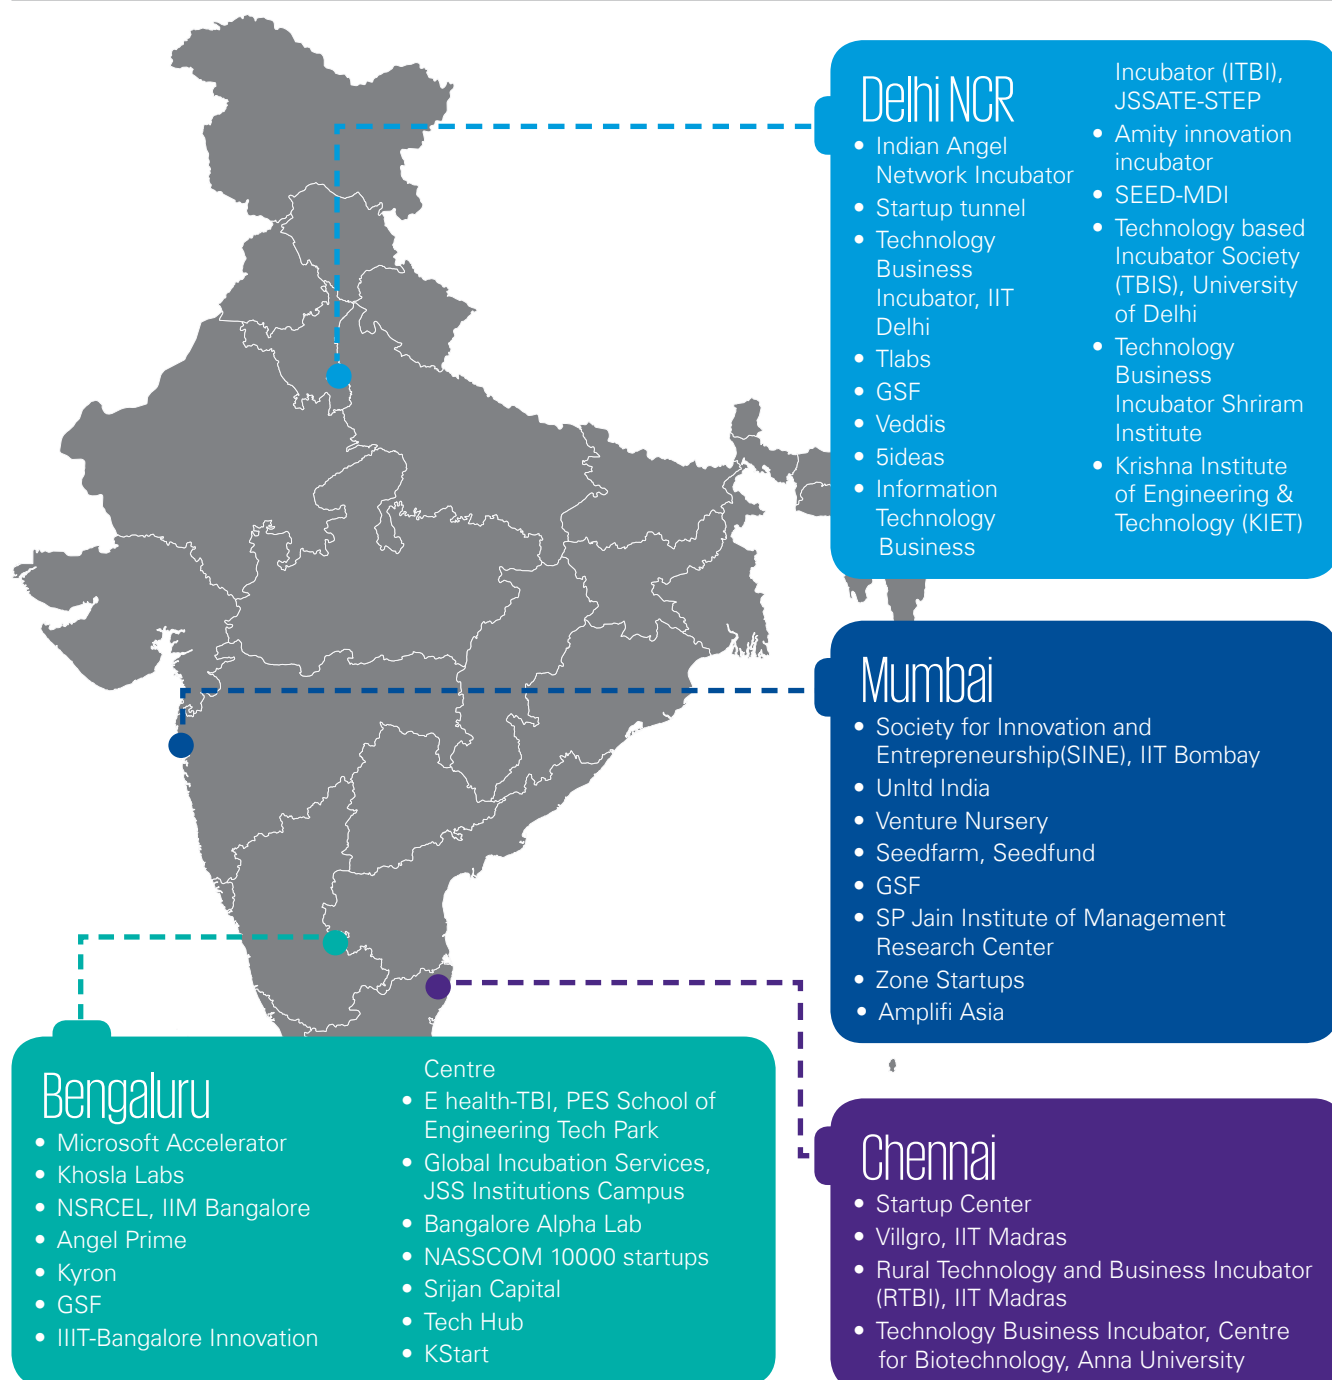 Delhi NCR
• Indian Angel
Network Incubator
• Startup tunnel
• Technology
Business
Incubator, IIT
Delhi
• Tlabs
• GSF
• Veddis
• 5ideas
• Information
Technology
Business
Incubator (ITBI),
JSSATE-STEP
• Amity innovation
incubator
• SEED-MDI
• Technology based
Incubator Society
(TBIS), University
of Delhi
• Technology
Business
Incubator Shriram
Institute
• Krishna Institute
of Engineering &
Technology (KIET)
Mumbai
• Society for Innovation and
Entrepreneurship(SINE), IIT Bombay
• Unltd India
• Venture Nursery
• Seedfarm, Seedfund
• GSF
• SP Jain Institute of Management
Research Center
• Zone Startups
• Amplifi Asia
Bengaluru
• Microsoft Accelerator
• Khosla Labs
• NSRCEL, IIM Bangalore
• Angel Prime
• Kyron
• GSF
• IIIT-Bangalore Innovation
Centre
• E health-TBI, PES School of
Engineering Tech Park
• Global Incubation Services,
JSS Institutions Campus
• Bangalore Alpha Lab
• NASSCOM 10000 startups
• Srijan Capital
• Tech Hub
• KStart
Chennai
• Startup Center
• Villgro, IIT Madras
• Rural Technology and Business Incubator
(RTBI), IIT Madras
• Technology Business Incubator, Centre
for Biotechnology, Anna University